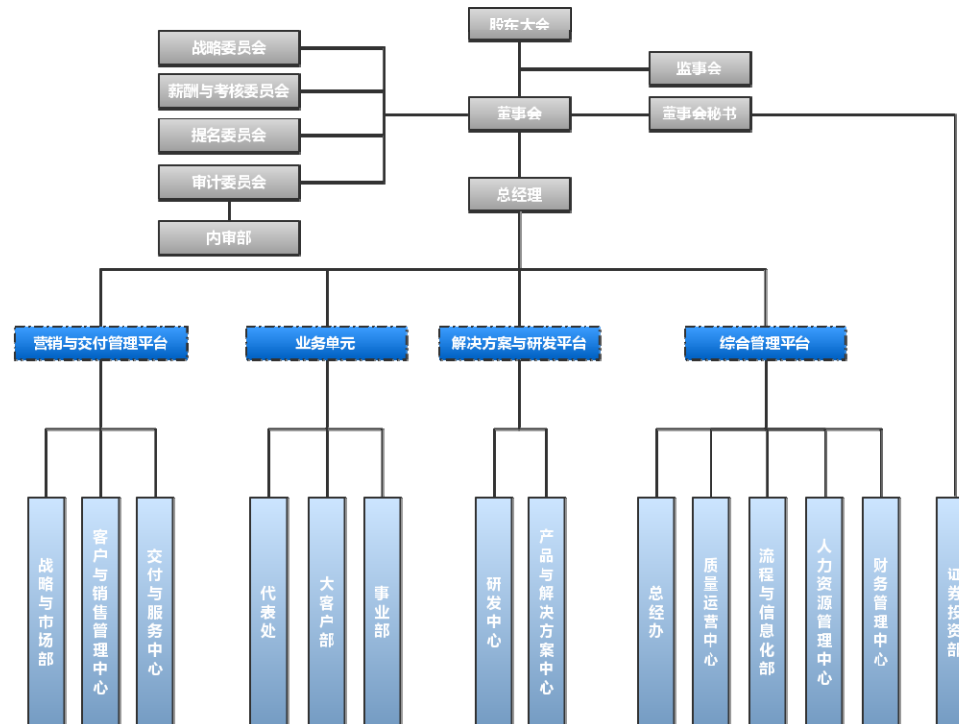 股东大会
战略委员会
监事会
薪酬与考核委员会
董事会
董事会秘书
提名委员会
审计委员会
总经理
内审部
营销与交付管理平台
业务单元
解决方案与研发平台
综合管理平台
战略与市场部
客户与销售管理中心
交付与服务中心
代表处
大客户部
事业部
研发中心
产品与解决方案中心
总经办
质量运营中心
流程与信息化部
人力资源管理中心
财务管理中心
证券投资部